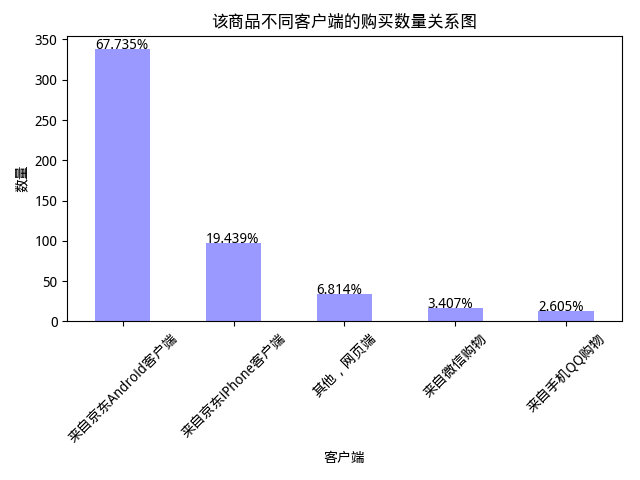 该商品不同客户端的购买数量关系图
数量
350
300
250
200
150
100
50
0
67.735%
19.439%
6.814%
3.407%
2.605%
来自京东Android客户端
来自京东iPhone客户端
其他，网页端
来自微信购物
来自手机QQ购物
客户端